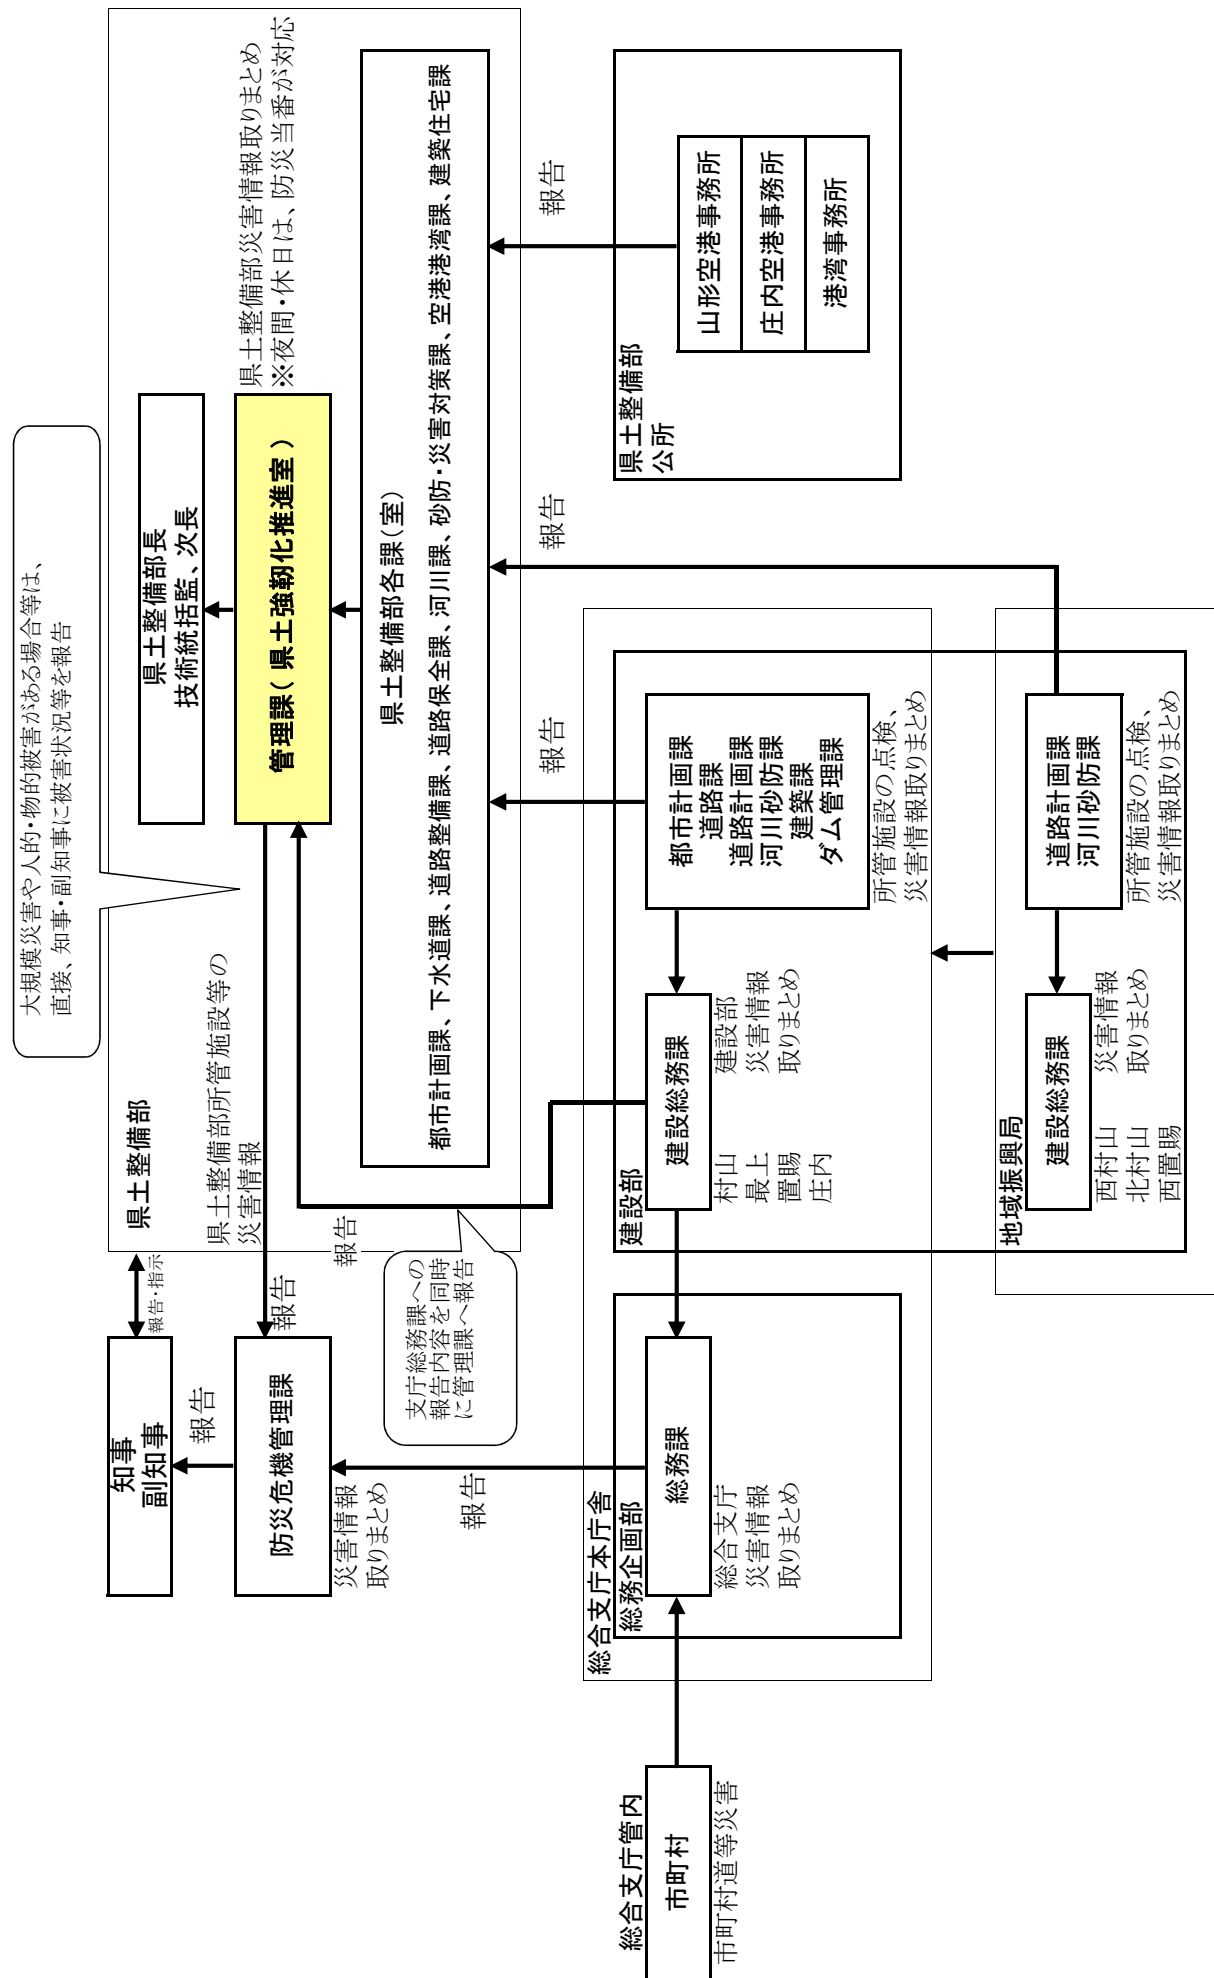 大規模災害や人的・物的被害がある場合等は、
直接、知事・副知事に被害状況等を報告
知事
副知事
報告・指示
県土整備部
県土整備部長
技術統括監、次長
報告
防災危機管理課
災害情報
取りまとめ
報告
県土整備部所管施設等の
災害情報
管理課（県土強靭化推進室）
県土整備部災害情報取りまとめ
※夜間・休日は、防災当番が対応
報告
県土整備部各課（室）
都市計画課、下水道課、道路整備課、道路保全課、河川課、砂防・災害対策課、空港港湾課、建築住宅課
支庁総務課への
報告内容を同時
に管理課へ報告
報告
報告
報告
報告
総合支庁管内
市町村
市町村道等災害
総合支庁本庁舎
総務企画部
総務課
総合支庁
災害情報
取りまとめ
建設部
建設総務課
村山
最上
置賜
庄内
建設部
災害情報
取りまとめ
都市計画課
道路課
道路計画課
河川砂防課
建築課
ダム管理課
所管施設の点検、
災害情報取りまとめ
県土整備部
公所
山形空港事務所
庄内空港事務所
港湾事務所
地域振興局
建設総務課
西村山
北村山
西置賜
災害情報
取りまとめ
道路計画課
河川砂防課
所管施設の点検、
災害情報取りまとめ